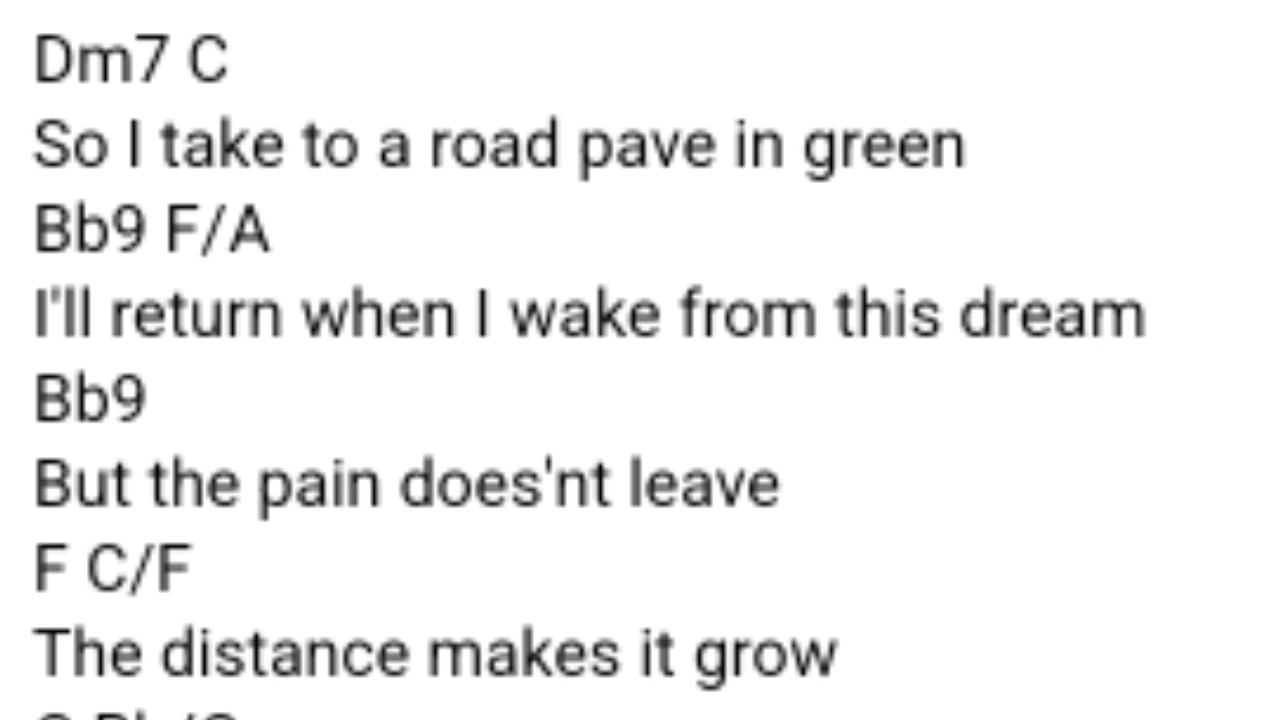 Dm7 C
So I take to a road pave in green
Bb9 F/A
I'll return when I wake from this dream
Bb9
But the pain does'nt leave
F C/F
The distance makes it grow